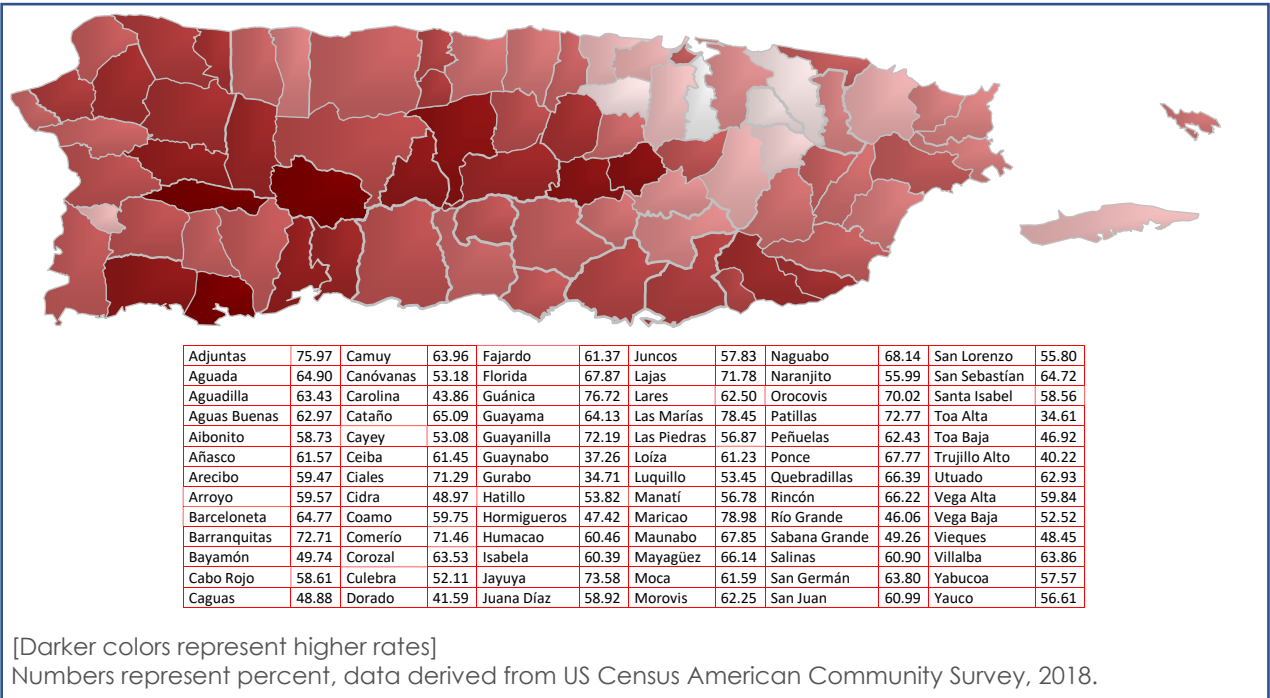 Adjuntas 75.97 Camuy 63.96 Fajardo 61.37 Juncos 57.83 Naguabo 68.14 San Lorenzo 55.80
Aguada 64.90 Canóvanas 53.18 Florida 67.87 Lajas 71.78 Naranjito 55.99 San Sebastían 64.72
Aguadilla 63.43 Carolina 43.86 Guánica 76.72 Lares 62.50 Orocovis 70.02 Santa Isabel 58.56
Aguas Buenas 62.97 Cataño 65.09 Guayama 64.13 Las Marías 78.45 Patillas 72.77 Toa Alta 34.61
Aibonito 58.73 Cayey 53.08 Guayanilla 72.19 Las Piedras 56.87 Peñuelas 62.43 Toa Baja 46.92
Añasco 61.57 Ceiba 61.45 Guaynabo 37.26 Loíza 61.23 Ponce 67.77 Trujillo Alto 40.22
Arecibo 59.47 Ciales 71.29 Gurabo 34.71 Luquillo 53.45 Quebradillas 66.39 Utuado 62.93
Arroyo 59.57 Cidra 48.97 Hatillo 53.82 Manatí 56.78 Rincón 66.22 Vega Alta 59.84
Barceloneta 64.77 Coamo 59.75 Hormigueros 47.42 Maricao 78.98 Río Grande 46.06 Vega Baja 52.52
Barranquitas 72.71 Comerío 71.46 Humacao 60.46 Maunabo 67.85 Sabana Grande 49.26 Vieques 48.45
Bayamón 49.74 Corozal 63.53 Isabela 60.39 Mayagüez 66.14 Salinas 60.90 Villalba 63.86
Cabo Rojo 58.61 Culebra 52.11 Jayuya 73.58 Moca 61.59 San Germán 63.80 Yabucoa 57.57
Caguas 48.88 Dorado 41.59 Juana Díaz 58.92 Morovis 62.25 San Juan 60.99 Yauco 56.61
[Darker colors represent higher rates]
Numbers represent percent, data derived from US Census American Community Survey, 2018.